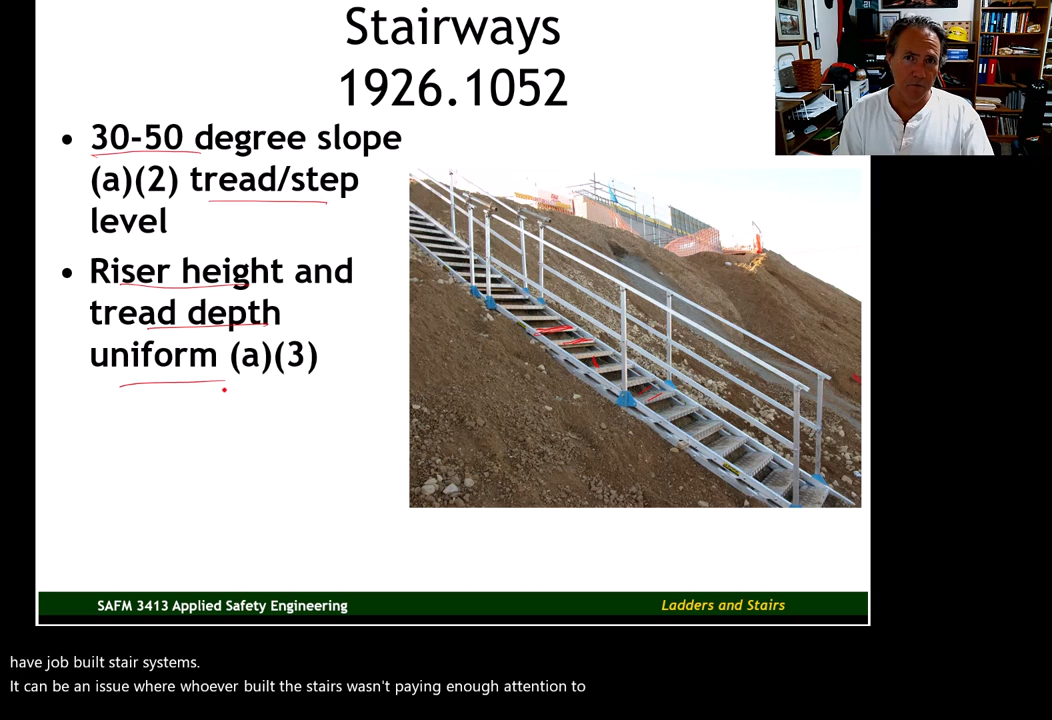 Stairways
1926.1052
• 30-50 degree slope
(a)(2) tread/step
level
• Riser height and
tread depth
uniform (a)(3)
SAFM 3413 Applied Safety Engineering
Ladders and Stairs
have job built stair systems.
It can be an issue where whoever built the stairs wasn't paying enough attention to